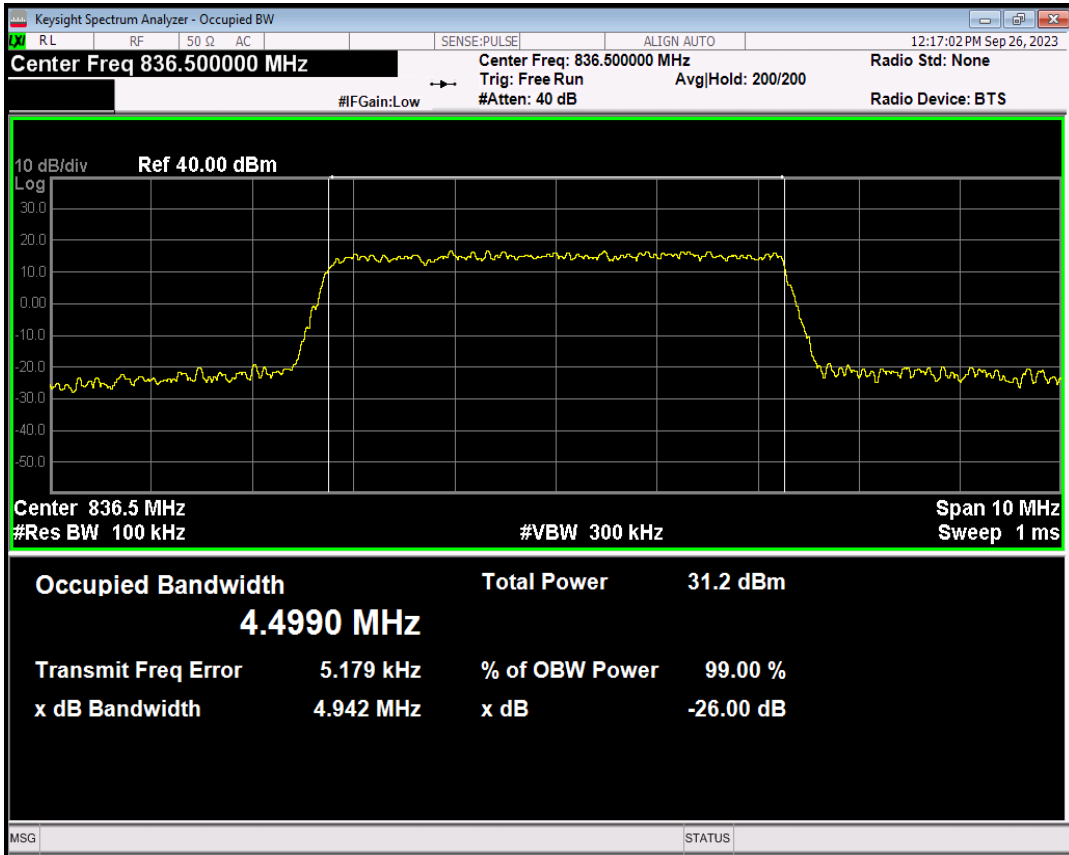 Keysight Spectrum Analyzer - Occupied BW
LXI RL RF 50 Ω AC SENSE:PULSE ALIGN AUTO 12:17:02 PM Sep 26, 2023
Center Freq 836.500000 MHz
Center Freq: 836.500000 MHz
Radio Std: None
Trig: Free Run
Avg|Hold: 200/200
#IFGain:Low
#Atten: 40 dB
Radio Device: BTS
10 dB/div
Ref 40.00 dBm
Log
30.0
20.0
10.0
0.00
-10.0
-20.0
-30.0
-40.0
-50.0
Center 836.5 MHz
Span 10 MHz
#Res BW 100 kHz
#VBW 300 kHz
Sweep 1 ms
Occupied Bandwidth
Total Power 31.2 dBm
4.4990 MHz
Transmit Freq Error 5.179 kHz
% of OBW Power 99.00 %
x dB Bandwidth 4.942 MHz
x dB -26.00 dB
MSG
STATUS